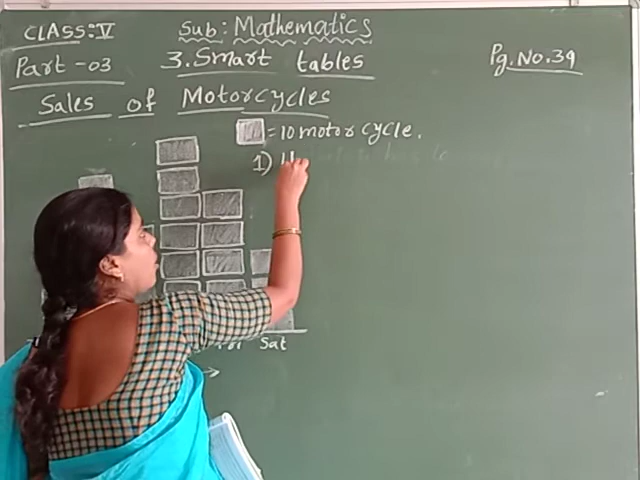 CLASS:V
Sub: Mathematics
Part -03
3.Smart tables
Pg.No.39
Sales of Motorcycles
= 10 motor cycle.
1) H
Sat